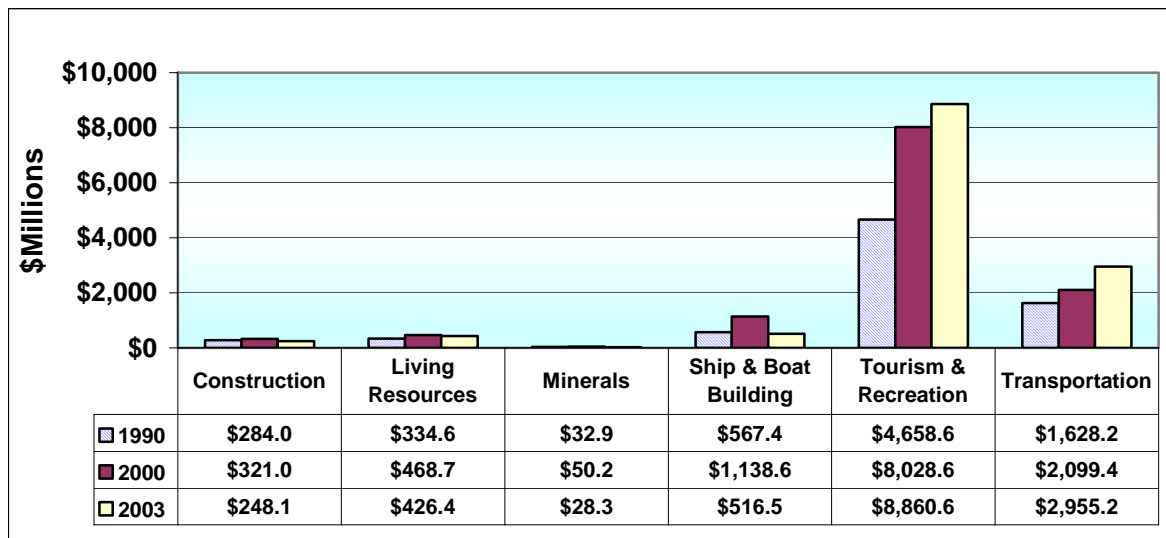 $Millions
$10,000
$8,000
$6,000
$4,000
$2,000
$0
Construction
Living
Resources
Minerals
Ship & Boat
Building
Tourism &
Recreation
Transportation
1990 $284.0 $334.6 $32.9 $567.4 $4,658.6 $1,628.2
2000 $321.0 $468.7 $50.2 $1,138.6 $8,028.6 $2,099.4
2003 $248.1 $426.4 $28.3 $516.5 $8,860.6 $2,955.2